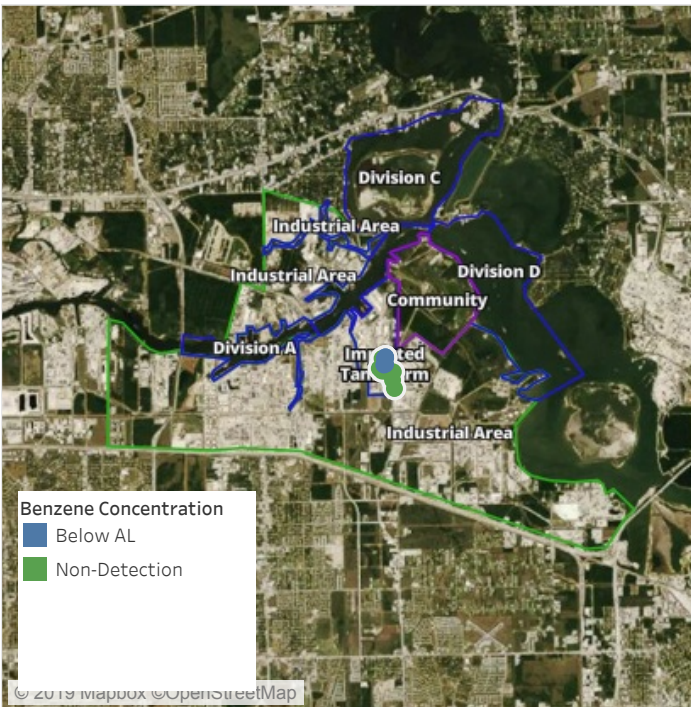 Division C
Industrial Area
Division D
Industrial Area
Community
Division A
Industrial Area
Benzene Concentration
Below AL
Non-Detection
© 2019 Mapbox ©OpenStreetMap